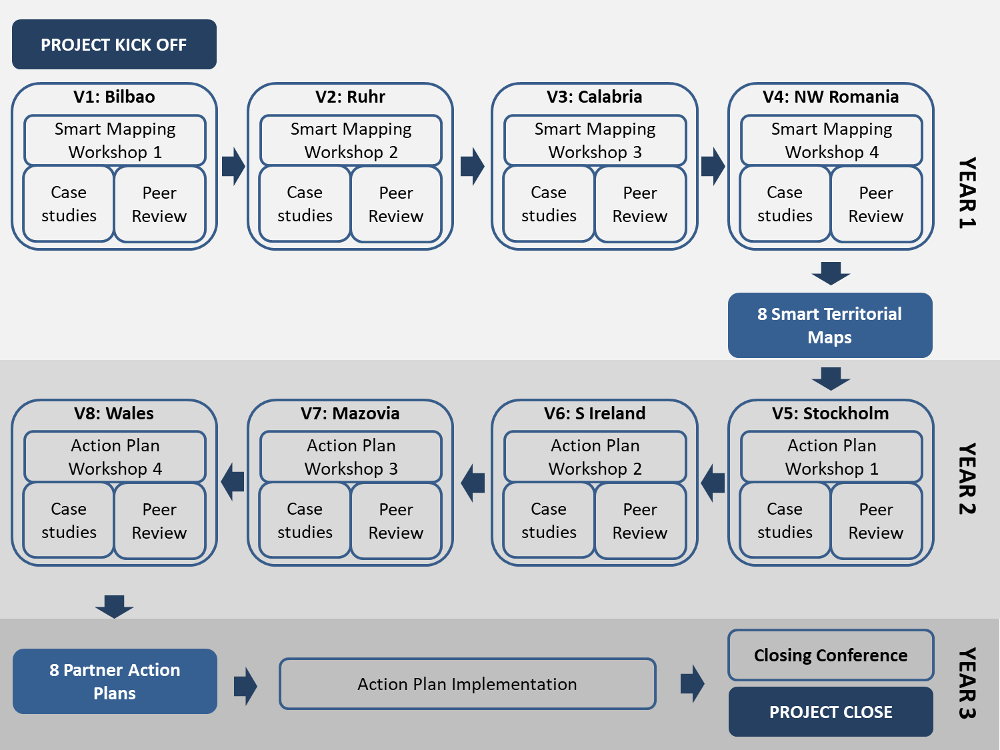 PROJECT KICK OFF
V1: Bilbao
Smart Mapping
Workshop 1
Case
studies
Peer
Review
V2: Ruhr
Smart Mapping
Workshop 2
Case
studies
Peer
Review
V3: Calabria
Smart Mapping
Workshop 3
Case
studies
Peer
Review
V4: NW Romania
Smart Mapping
Workshop 4
Case
studies
Peer
Review
YEAR 1
8 Smart Territorial
Maps
V8: Wales
Action Plan
Workshop 4
Case
studies
Peer
Review
V7: Mazovia
Action Plan
Workshop 3
Case
studies
Peer
Review
V6: S Ireland
Action Plan
Workshop 2
Case
studies
Peer
Review
V5: Stockholm
Action Plan
Workshop 1
Case
studies
Peer
Review
YEAR 2
8 Partner Action
Plans
Action Plan Implementation
Closing Conference
PROJECT CLOSE
YEAR 3